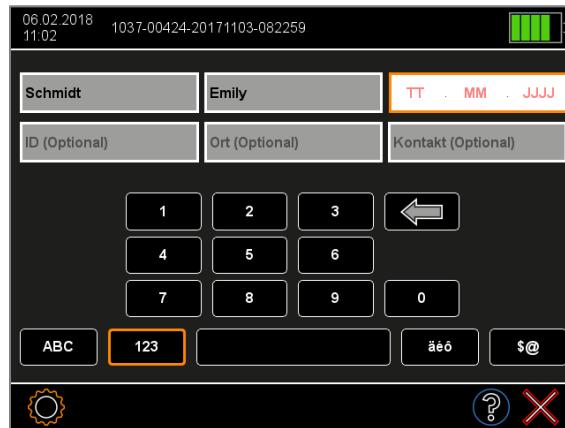 06.02.2018
11:02
1037-00424-20171103-082259
Schmidt Emily TT . MM . JJJJ
ID (Optional) Ort (Optional) Kontakt (Optional)
1 2 3
4 5 6
7 8 9 0
ABC 123 äéô $@
?